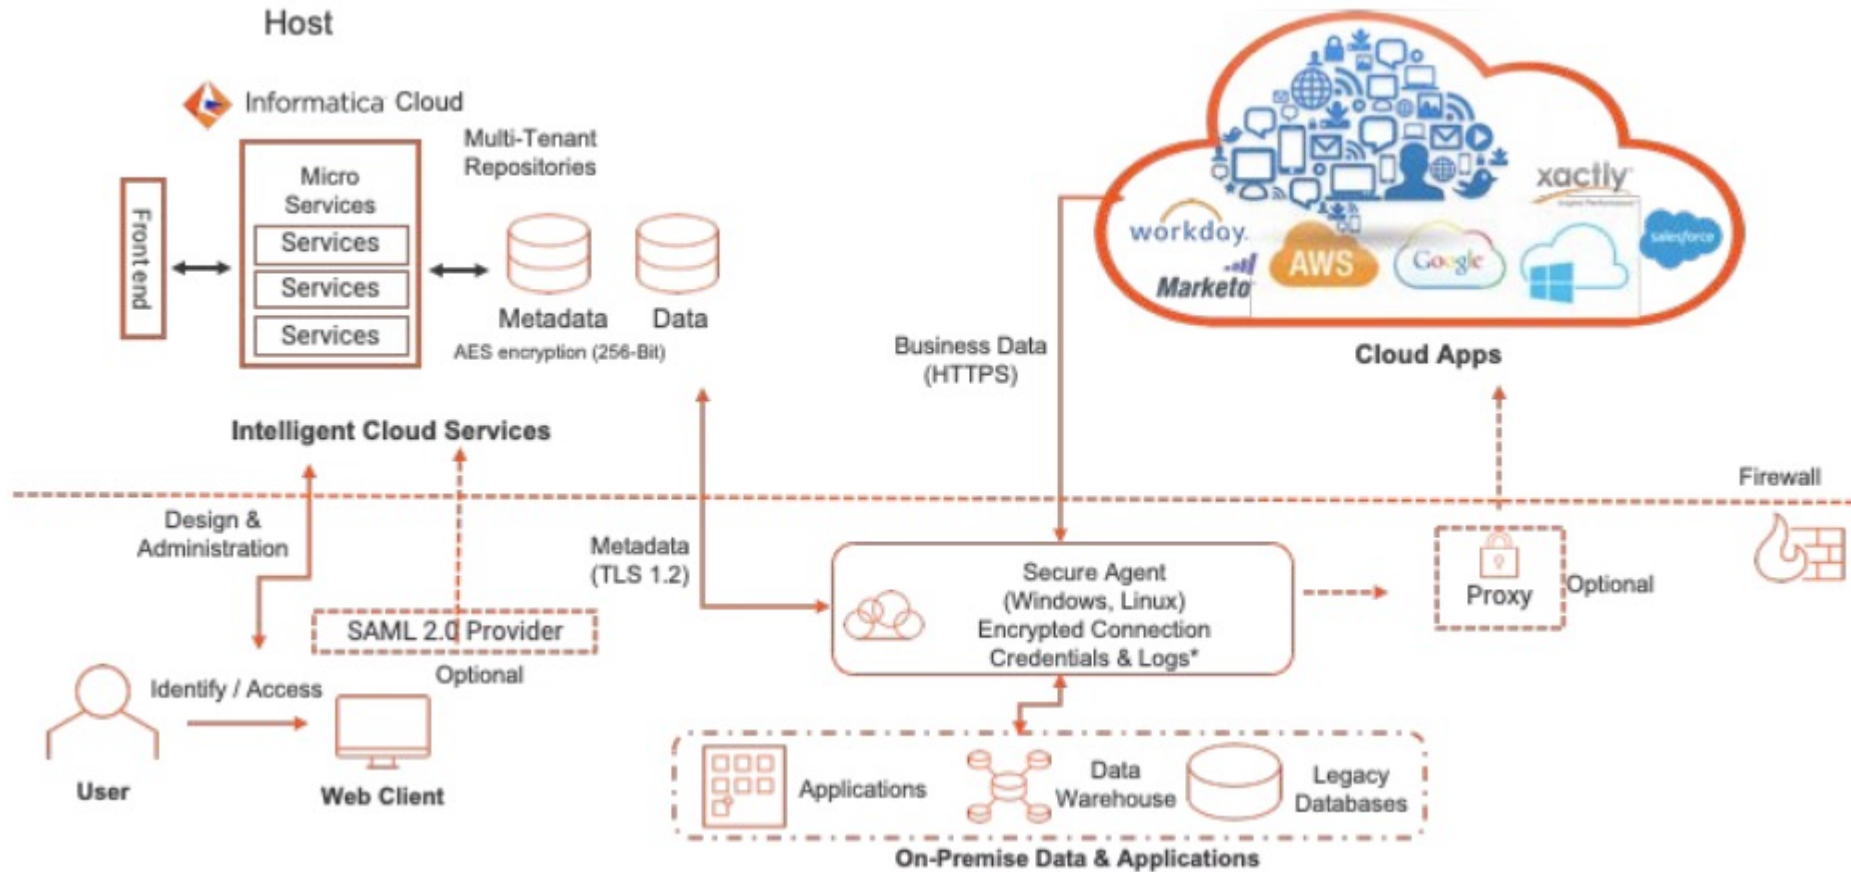 Host
Informatica Cloud
Multi-Tenant
Repositories
Micro
Services
Services
Services
Services
Front end
Metadata
Data
AES encryption (256-Bit)
Intelligent Cloud Services
xactly
workday.
Marketo
AWS
Google
salesforce
Cloud Apps
Business Data
(HTTPS)
Firewall
Design &
Administration
Metadata
(TLS 1.2)
Secure Agent
(Windows, Linux)
Encrypted Connection
Credentials & Logs*
Proxy
Optional
SAML 2.0 Provider
Optional
Identify / Access
User
Web Client
Applications
Data
Warehouse
Legacy
Databases
On-Premise Data & Applications